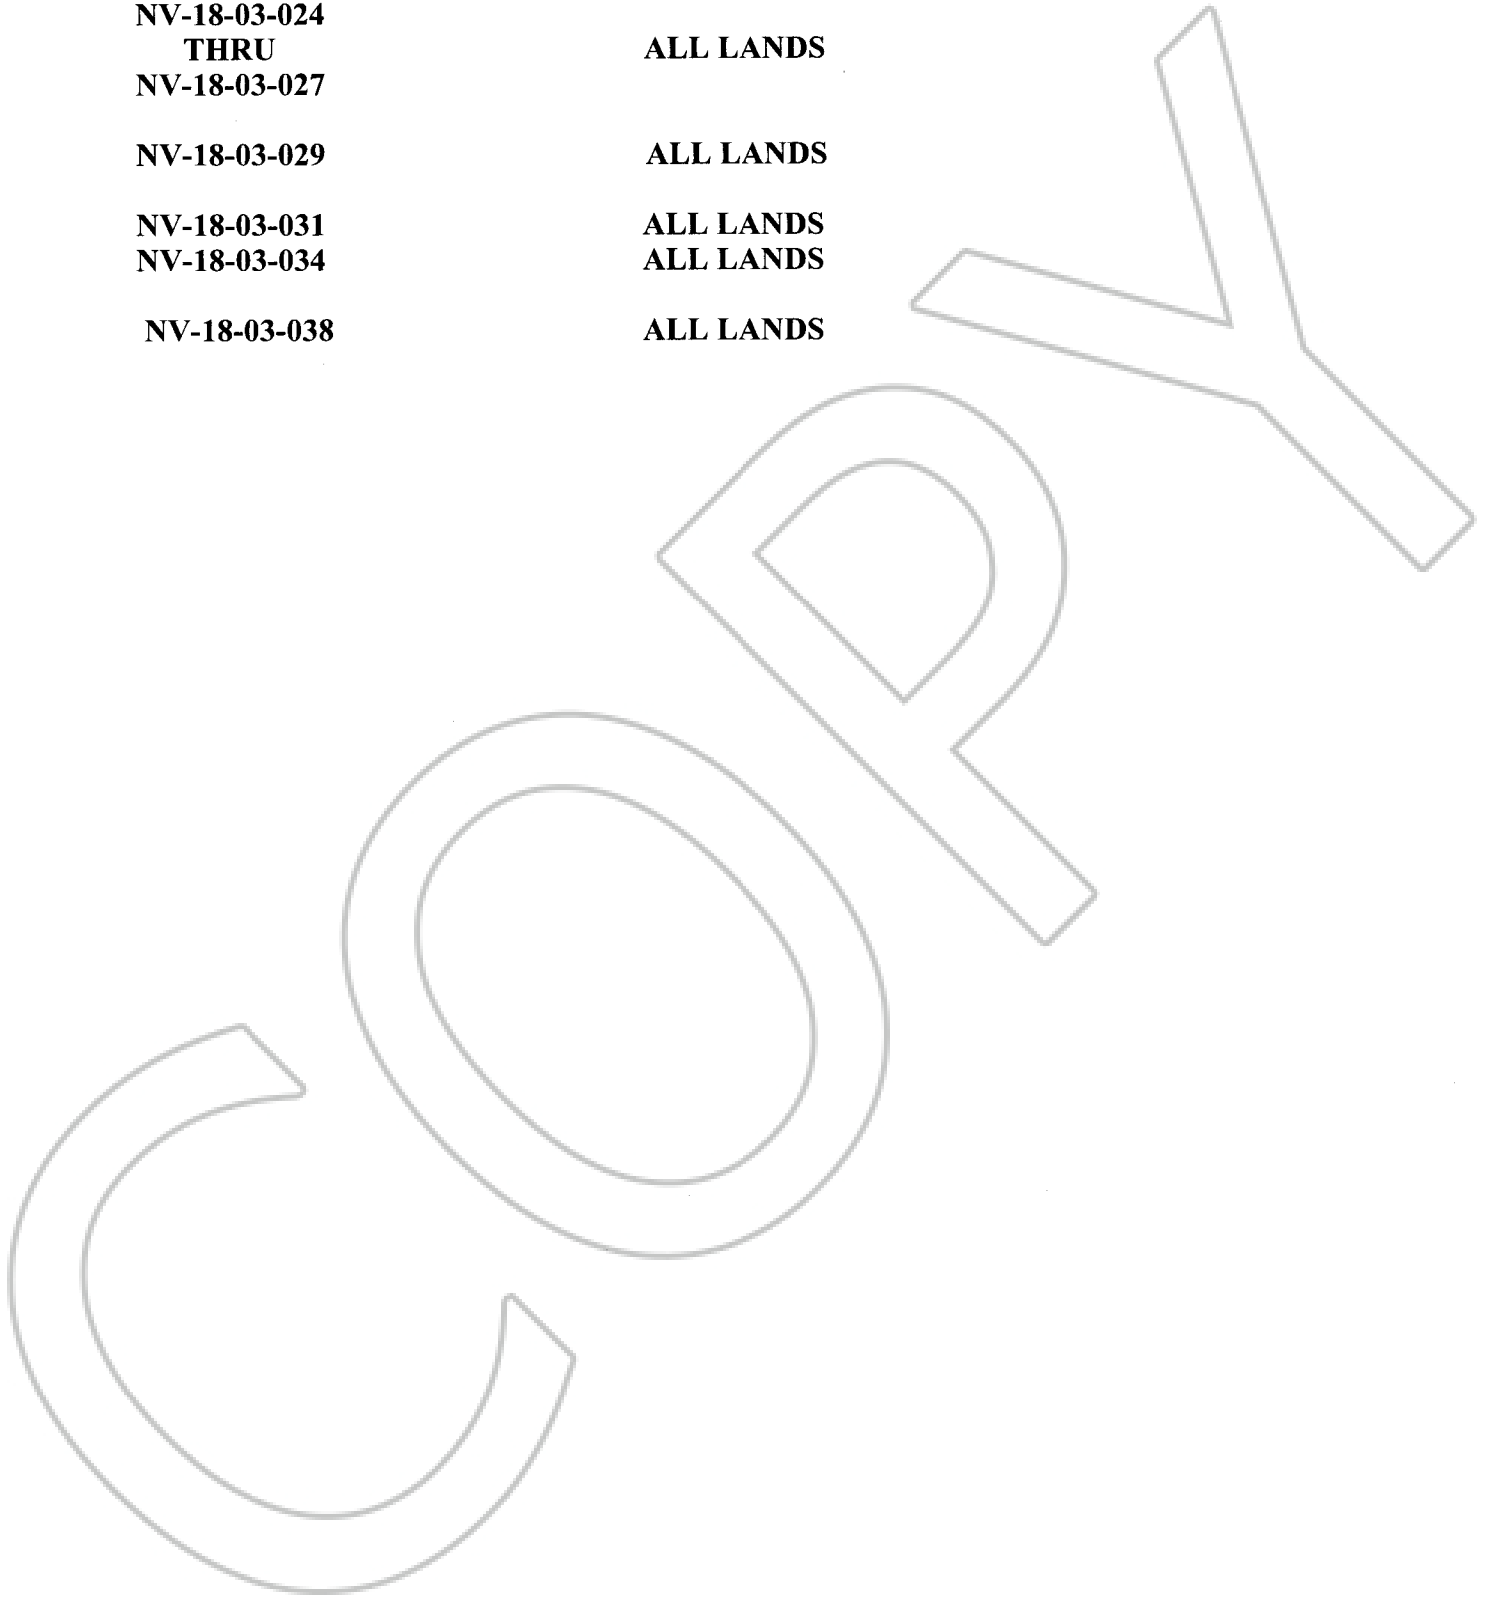 NV-18-03-024
THRU ALL LANDS
NV-18-03-027
NV-18-03-029 ALL LANDS
NV-18-03-031 ALL LANDS
NV-18-03-034 ALL LANDS
NV-18-03-038 ALL LANDS
COPY